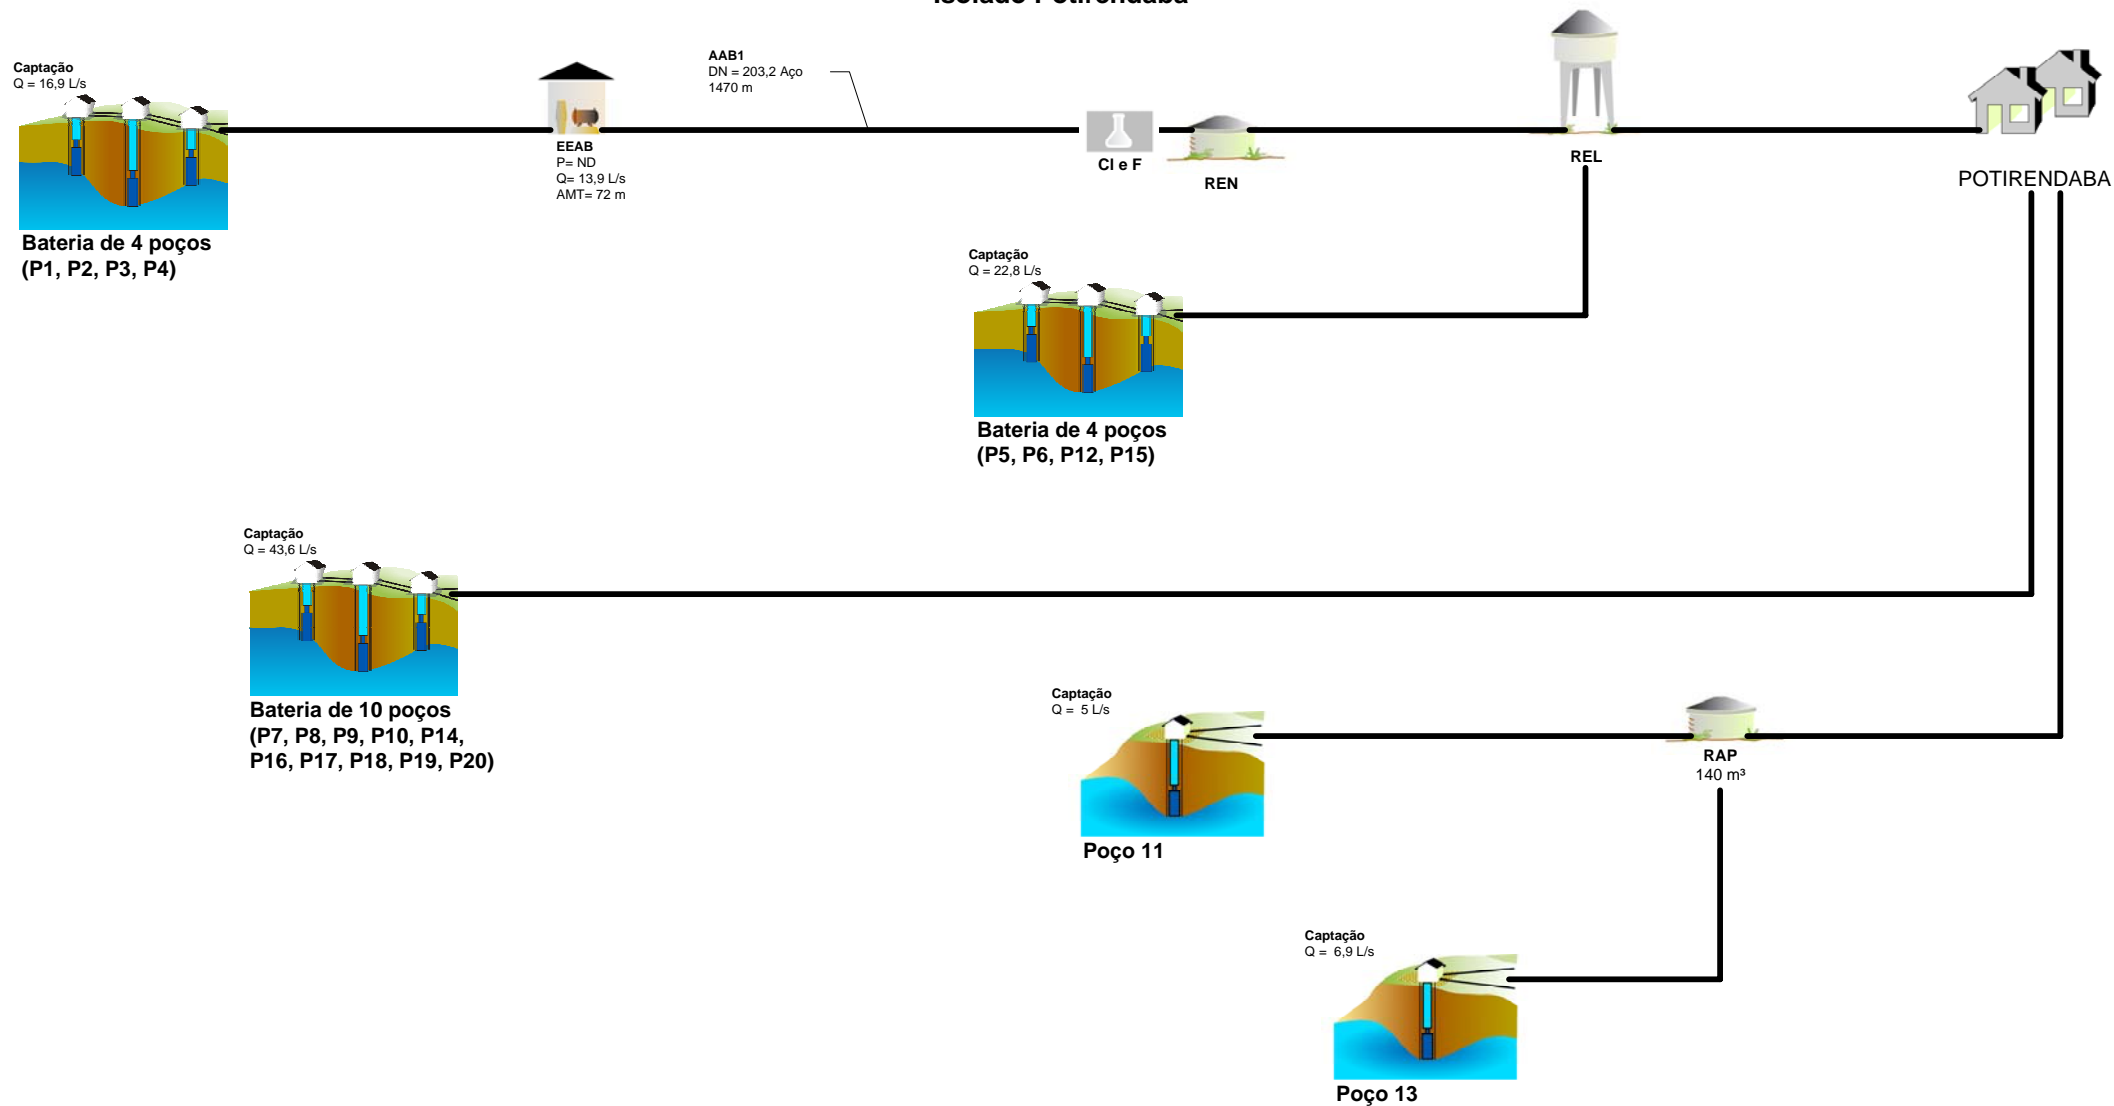 Isolado Potirendaba
Captação
Q = 16,9 L/s
Bateria de 4 poços
(P1, P2, P3, P4)
EEAB
P= ND
Q= 13,9 L/s
AMT= 72 m
AAB1
DN = 203,2 Aço
1470 m
Cl e F
REN
REL
POTIRENDABA
Captação
Q = 22,8 L/s
Bateria de 4 poços
(P5, P6, P12, P15)
Captação
Q = 43,6 L/s
Bateria de 10 poços
(P7, P8, P9, P10, P14,
P16, P17, P18, P19, P20)
Captação
Q = 5 L/s
Poço 11
RAP
140 m³
Captação
Q = 6,9 L/s
Poço 13